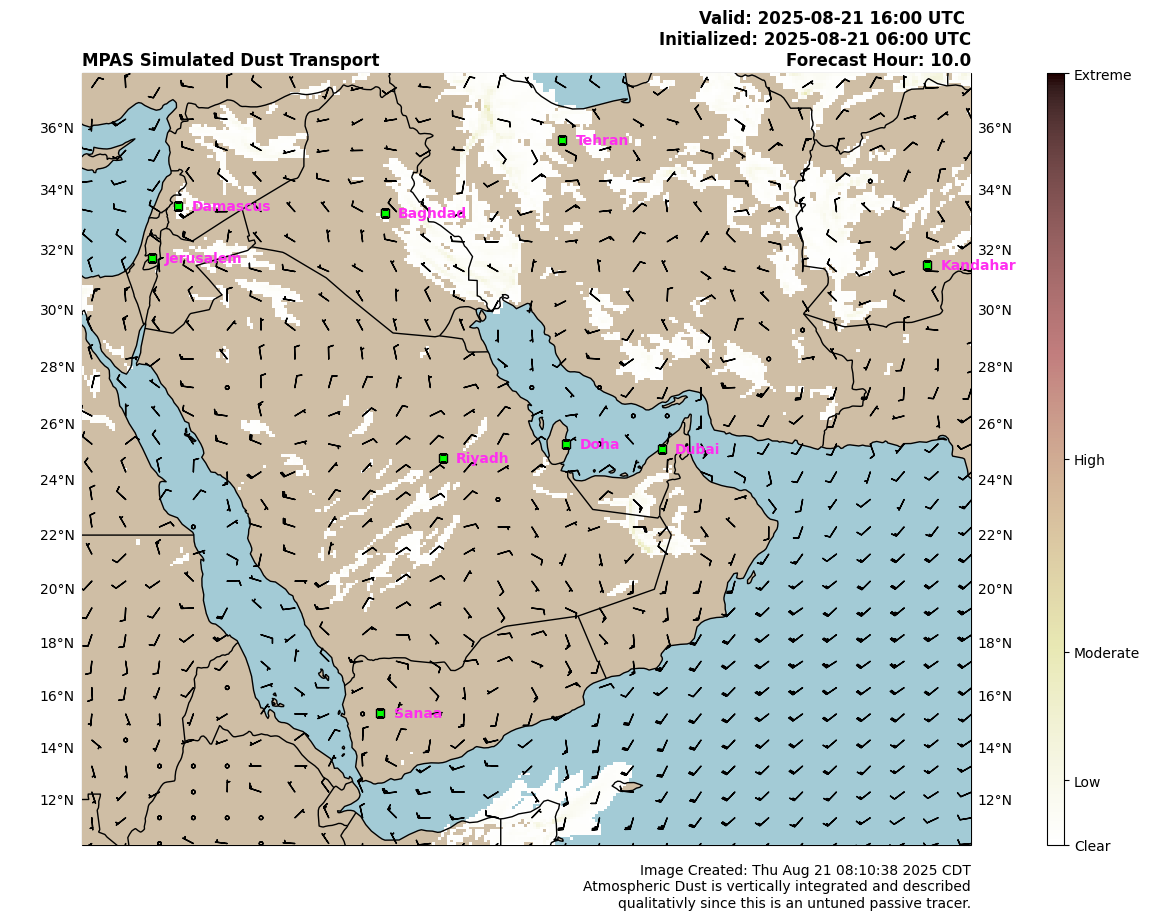 Valid: 2025-08-21 16:00 UTC
Initialized: 2025-08-21 06:00 UTC
MPAS Simulated Dust Transport
Forecast Hour: 10.0
Extreme
36°N
36°N
Tehran
34°N
34°N
Damascus
Baghdad
32°N
32°N
Jerusalem
Kandahar
30°N
30°N
28°N
28°N
26°N
26°N
Doha
Dubai
Riyadh
High
24°N
24°N
22°N
22°N
20°N
20°N
18°N
18°N
Moderate
16°N
16°N
Sanaa
14°N
14°N
Low
12°N
12°N
Clear
Image Created: Thu Aug 21 08:10:38 2025 CDT
Atmospheric Dust is vertically integrated and described
qualitativly since this is an untuned passive tracer.